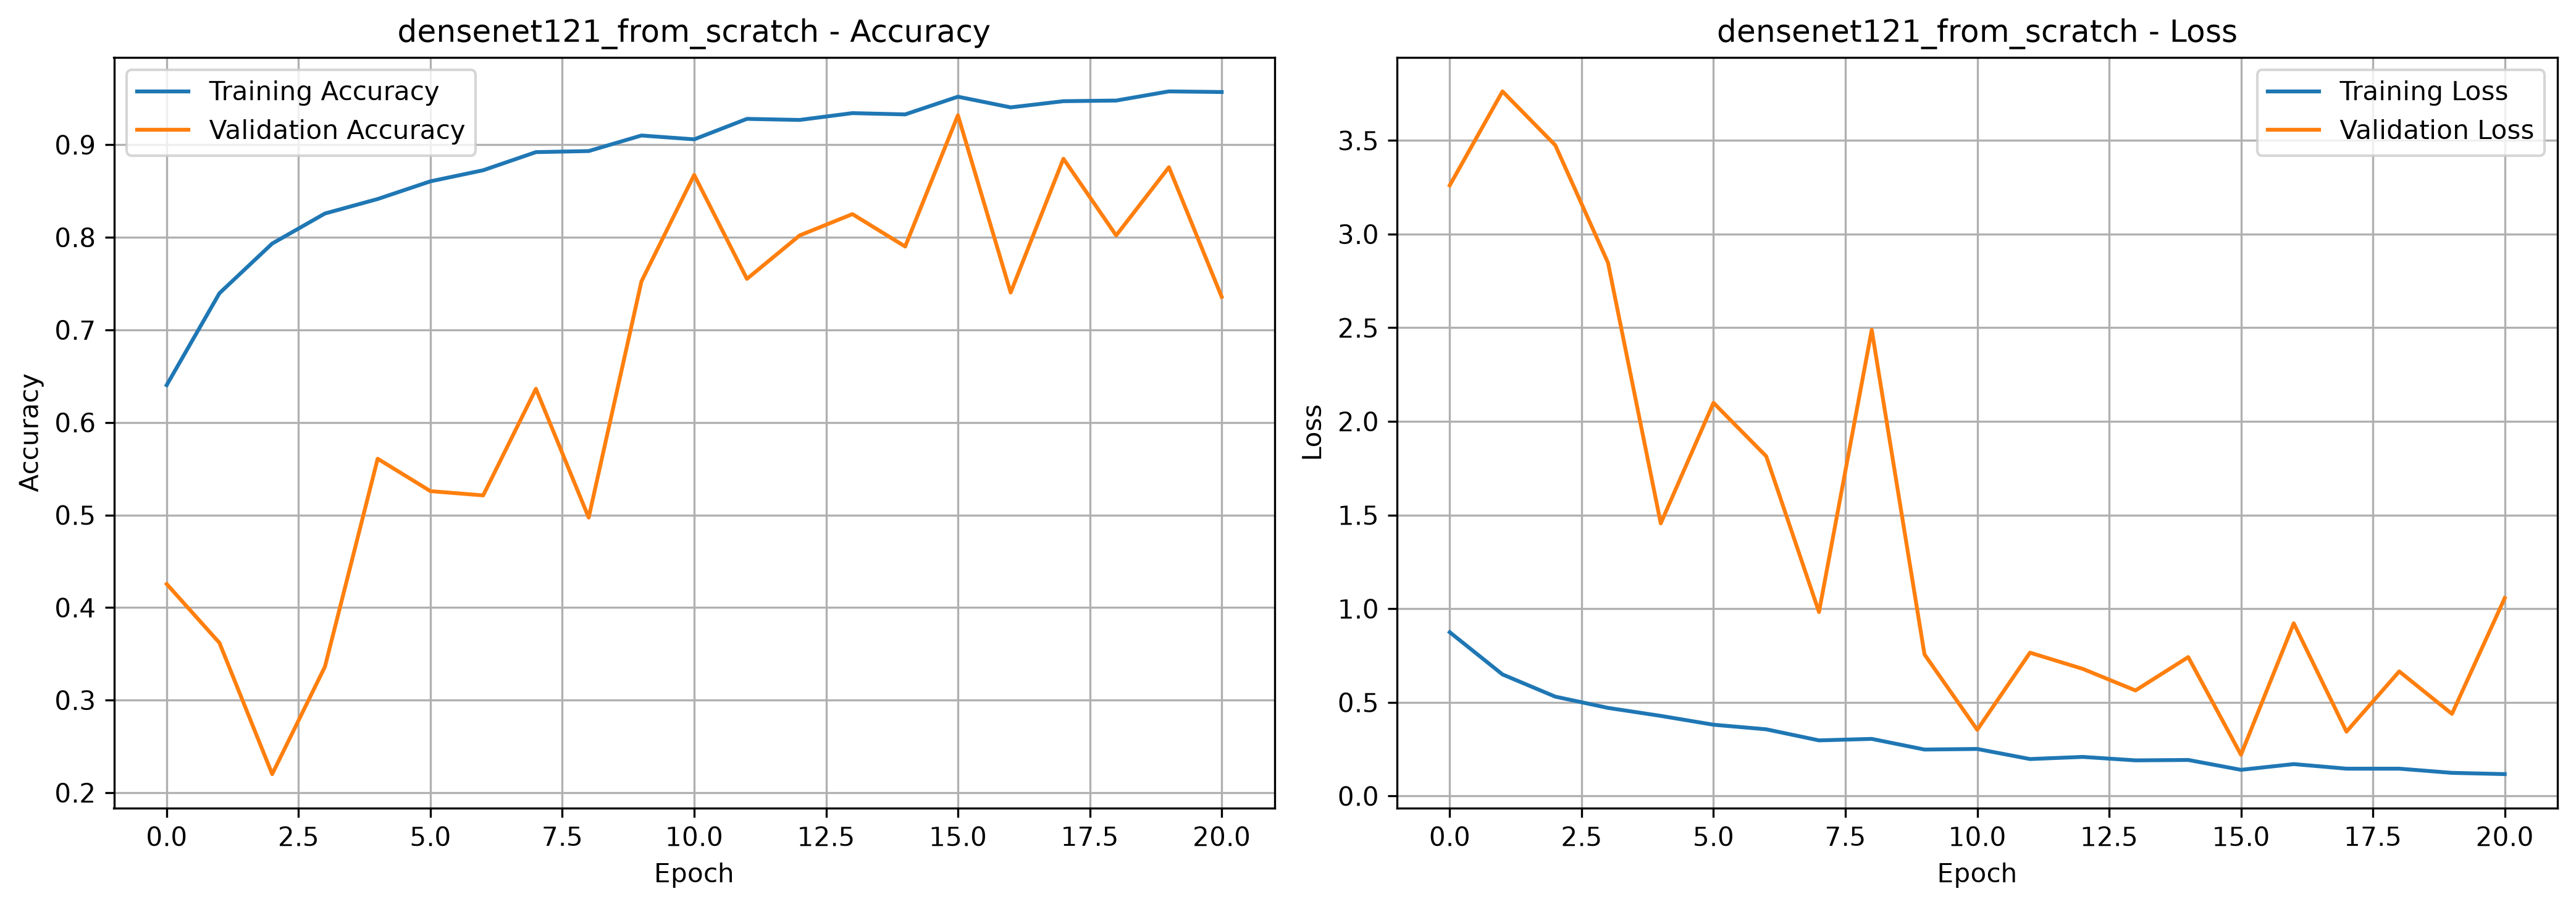 densenet121_from_scratch - Accuracy
Training Accuracy
Validation Accuracy
Accuracy
0.9
0.8
0.7
0.6
0.5
0.4
0.3
0.2
0.0 2.5 5.0 7.5 10.0 12.5 15.0 17.5 20.0
Epoch
densenet121_from_scratch - Loss
Training Loss
Validation Loss
Loss
3.5
3.0
2.5
2.0
1.5
1.0
0.5
0.0
0.0 2.5 5.0 7.5 10.0 12.5 15.0 17.5 20.0
Epoch